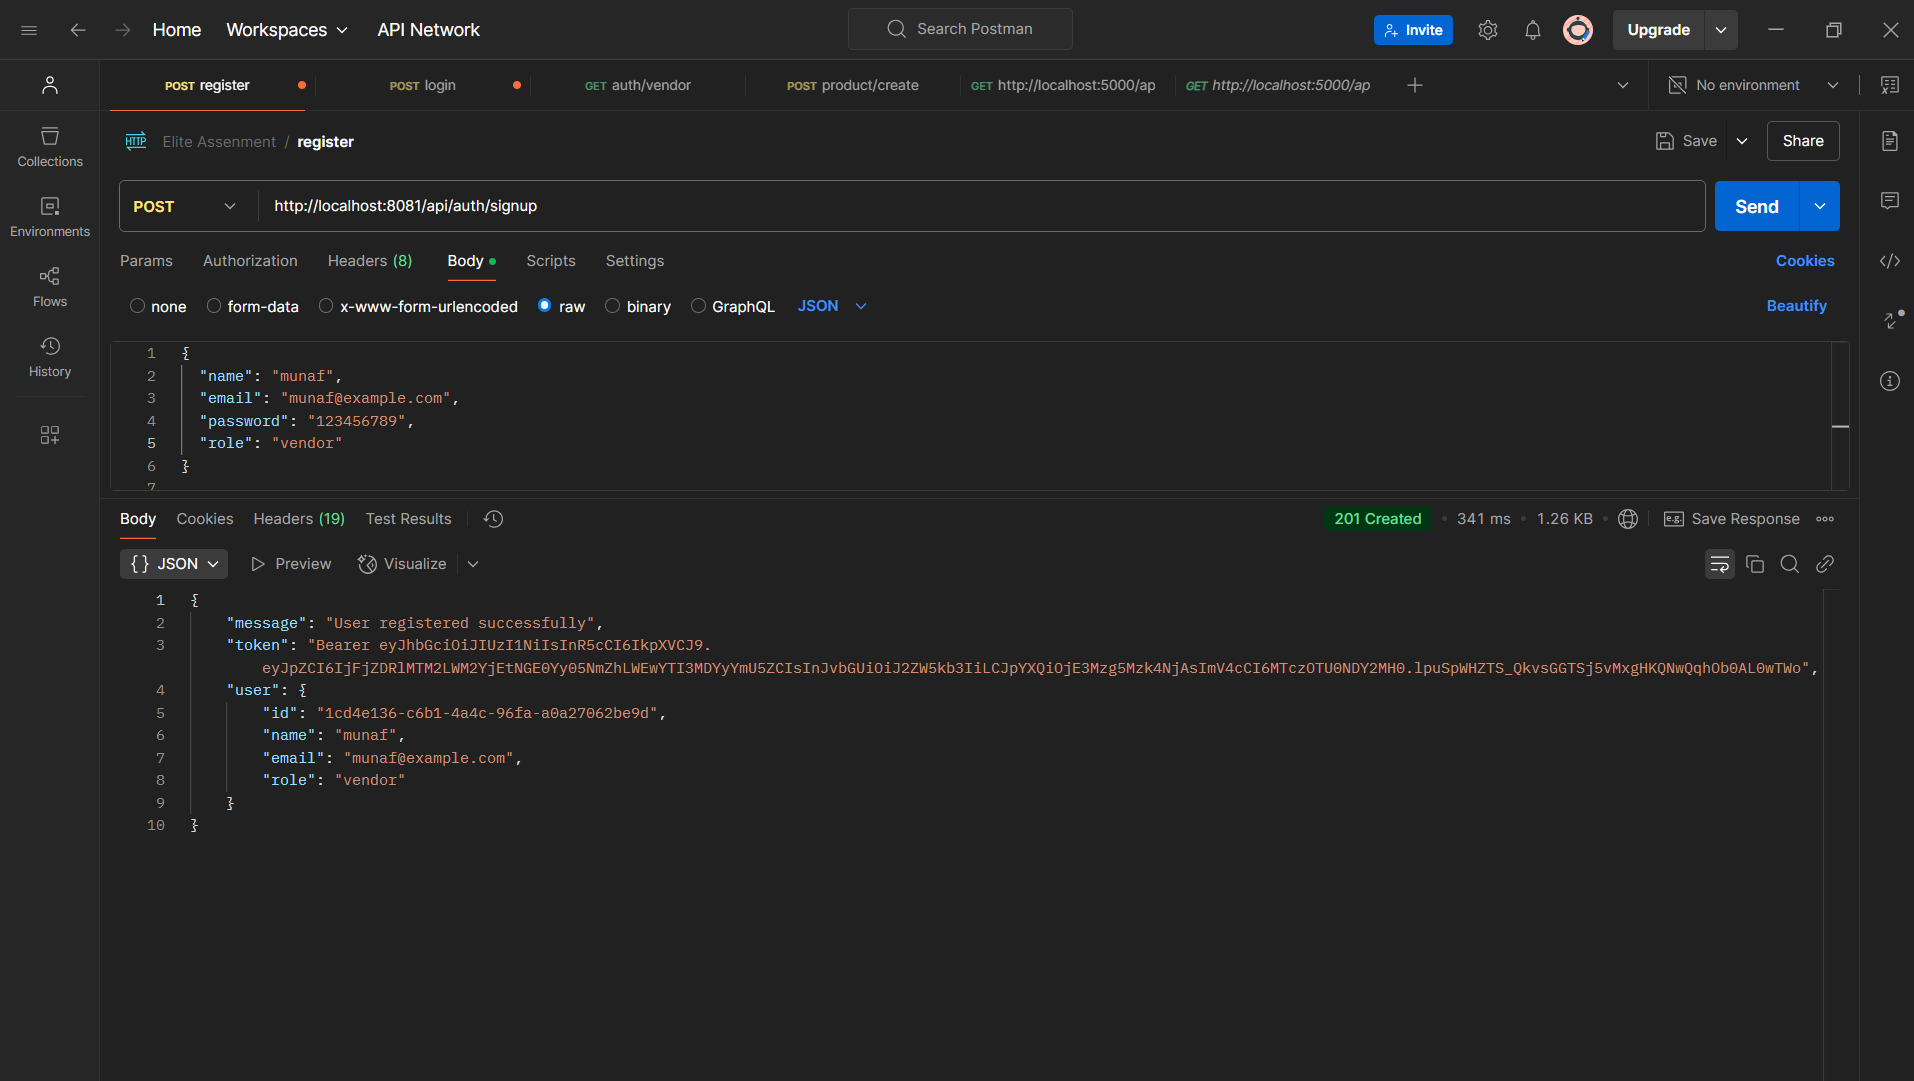 Home Workspaces API Network Search Postman Invite Upgrade
POST register POST login GET auth/vendor POST product/create GET http://localhost:5000/ap GET http://localhost:5000/ap No environment
HTTP Elite Assenment / register Save Share
Collections
Environments
Flows
History
POST http://localhost:8081/api/auth/signup Send
Params Authorization Headers (8) Body Scripts Settings Cookies
none form-data x-www-form-urlencoded raw binary GraphQL JSON Beautify
1 {
2 "name": "munaf",
3 "email": "munaf@example.com",
4 "password": "123456789",
5 "role": "vendor"
6 }
7
Body Cookies Headers (19) Test Results 201 Created 341 ms 1.26 KB e.g. Save Response
{} JSON Preview Visualize
1 {
2 "message": "User registered successfully",
3 "token": "Bearer eyJhbGciOiJIUzI1NiIsInR5cCI6IkpXVCJ9.
eyJpZCI6IjFjZDRlMTM2LWM2YjEtNGE0Yy05NmZhLWEwYTI3MDYyYmU5ZCIsInJvbGUiOiJ2ZW5kb3IiLCJpYXQiOjE3Mzg5Mzk4NjAsImV4cCI6MTczOTU0NDY2MH0.lpuSpWHZTS_QkvsGGTSj5vMxgHKQNwQqhOb0AL0wTWo",
4 "user": {
5 "id": "1cd4e136-c6b1-4a4c-96fa-a0a27062be9d",
6 "name": "munaf",
7 "email": "munaf@example.com",
8 "role": "vendor"
9 }
10 }